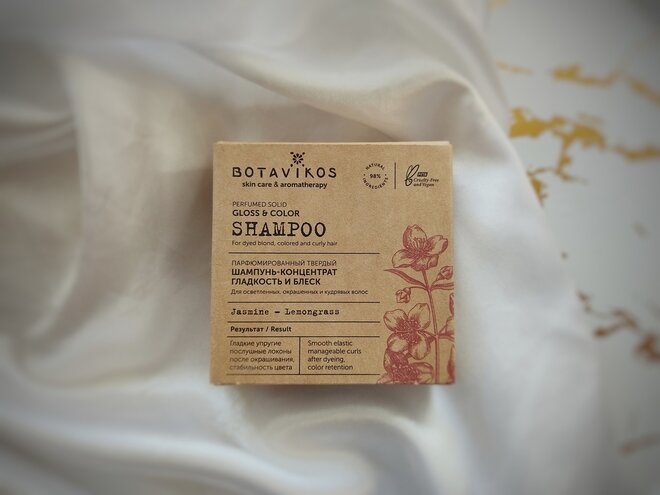 BOTAVIKOS
skin care & aromatherapy
NATURAL
98%
INGREDIENTS
Cruelty-Free
and Vegan
PERFUMED SOLID
GLOSS & COLOR
SHAMPOO
For dyed blond, colored and curly hair
ПАРФЮМИРОВАННЫЙ ТВЕРДЫЙ
ШАМПУНЬ-КОНЦЕНТРАТ
ГЛАДКОСТЬ И БЛЕСК
Для осветленных, окрашенных и кудрявых волос
Jasmine – Lemongrass
Результат / Result
Гладкие упругие
послушные локоны
после окрашивания,
стабильность цвета
Smooth elastic
manageable curls
after dyeing,
color retention